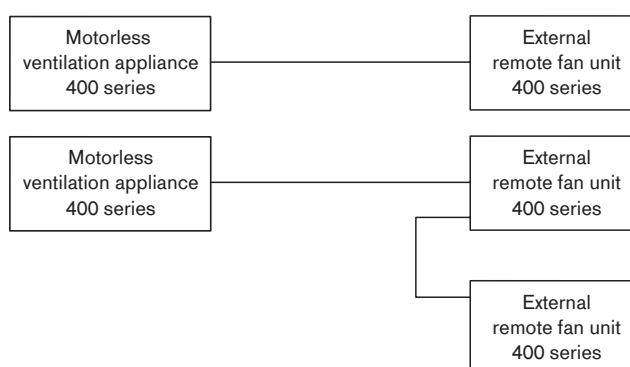 Motorless
ventilation appliance
400 series
External
remote fan unit
400 series
Motorless
ventilation appliance
400 series
External
remote fan unit
400 series
External
remote fan unit
400 series